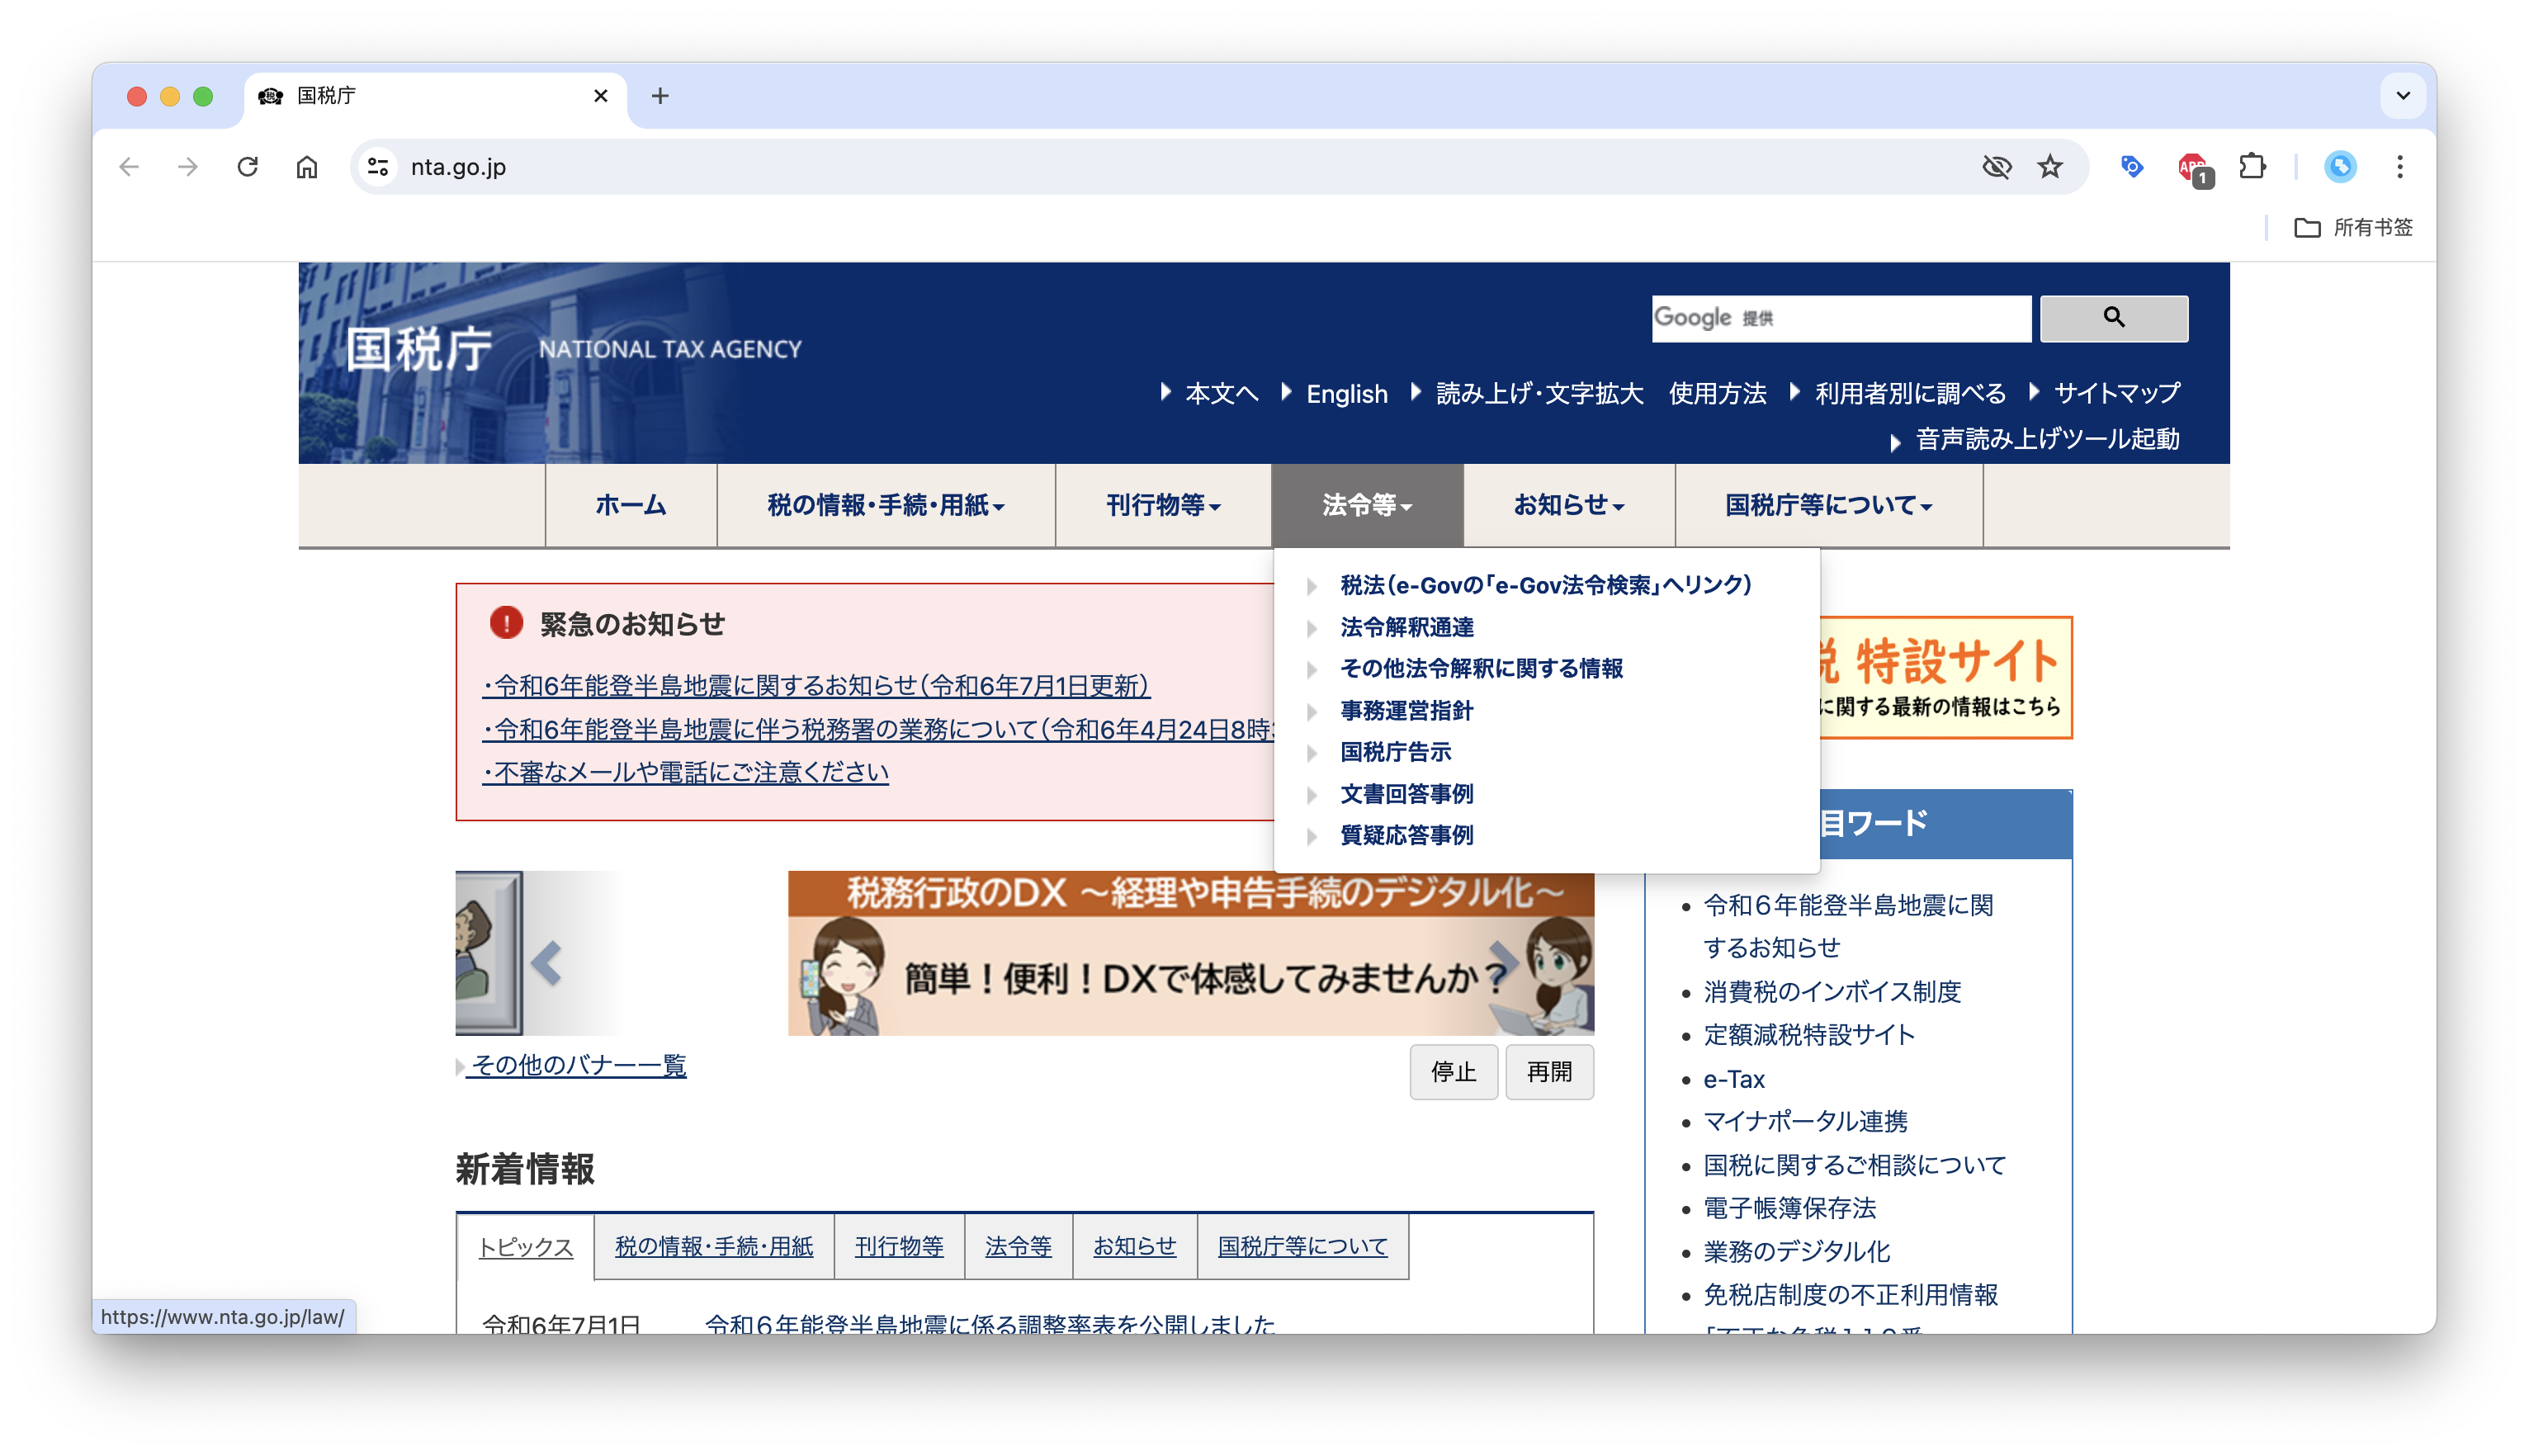 国税庁
nta.go.jp
ABP
1
所有书签
国税庁 NATIONAL TAX AGENCY
Google 提供
本文へ English 読み上げ・文字拡大 使用方法 利用者別に調べる サイトマップ
音声読み上げツール起動
ホーム 税の情報・手続・用紙 刊行物等 法令等 お知らせ 国税庁等について
税法（e-Govの「e-Gov法令検索」へリンク）
法令解釈通達
その他法令解釈に関する情報
事務運営指針
国税庁告示
文書回答事例
質疑応答事例
緊急のお知らせ
・令和6年能登半島地震に関するお知らせ（令和6年7月1日更新）
・令和6年能登半島地震に伴う税務署の業務について（令和6年4月24日8時
・不審なメールや電話にご注意ください
税 特設サイト
に関する最新の情報はこちら
税務行政のDX ～経理や申告手続のデジタル化～
簡単！便利！DXで体感してみませんか？
その他のバナー一覧
停止 再開
目ワード
令和６年能登半島地震に関
するお知らせ
消費税のインボイス制度
定額減税特設サイト
e-Tax
マイナポータル連携
国税に関するご相談について
電子帳簿保存法
業務のデジタル化
免税店制度の不正利用情報
新着情報
トピックス 税の情報・手続・用紙 刊行物等 法令等 お知らせ 国税庁等について
令和6年7月1日 令和６年能登半島地震に係る調整率表を公開しました
https://www.nta.go.jp/law/